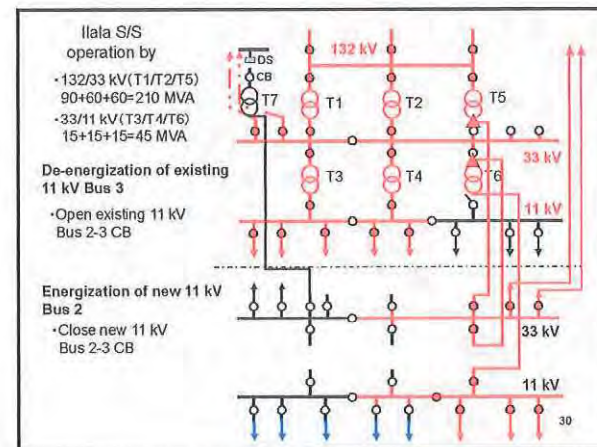 Ilala S/S
operation by
・132/33 kV(T1/T2/T5)
90+60+60=210 MVA
・33/11 kV(T3/T4/T6)
15+15+15=45 MVA
De-energization of existing
11 kV Bus 3
・Open existing 11 kV
Bus 2-3 CB
Energization of new 11 kV
Bus 2
・Close new 11 kV
Bus 2-3 CB
DS
CB
T7
132 kV
T1
T2
T5
33 kV
T3
T4
T6
11 kV
33 kV
11 kV
30